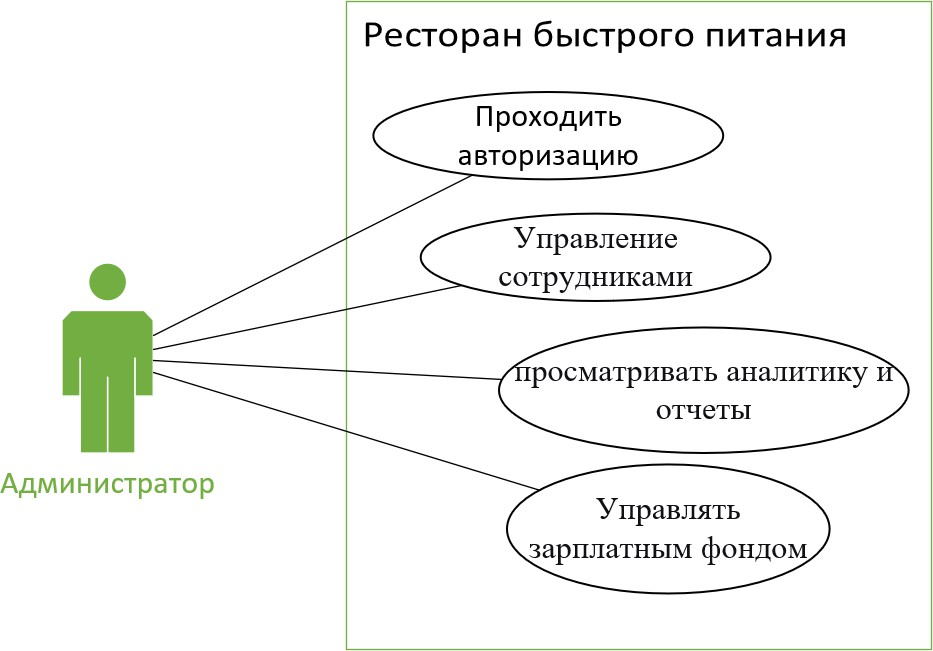 Ресторан быстрого питания
Проходить
авторизацию
Управление
сотрудниками
просматривать аналитику и
отчеты
Администратор
Управлять
зарплатным фондом